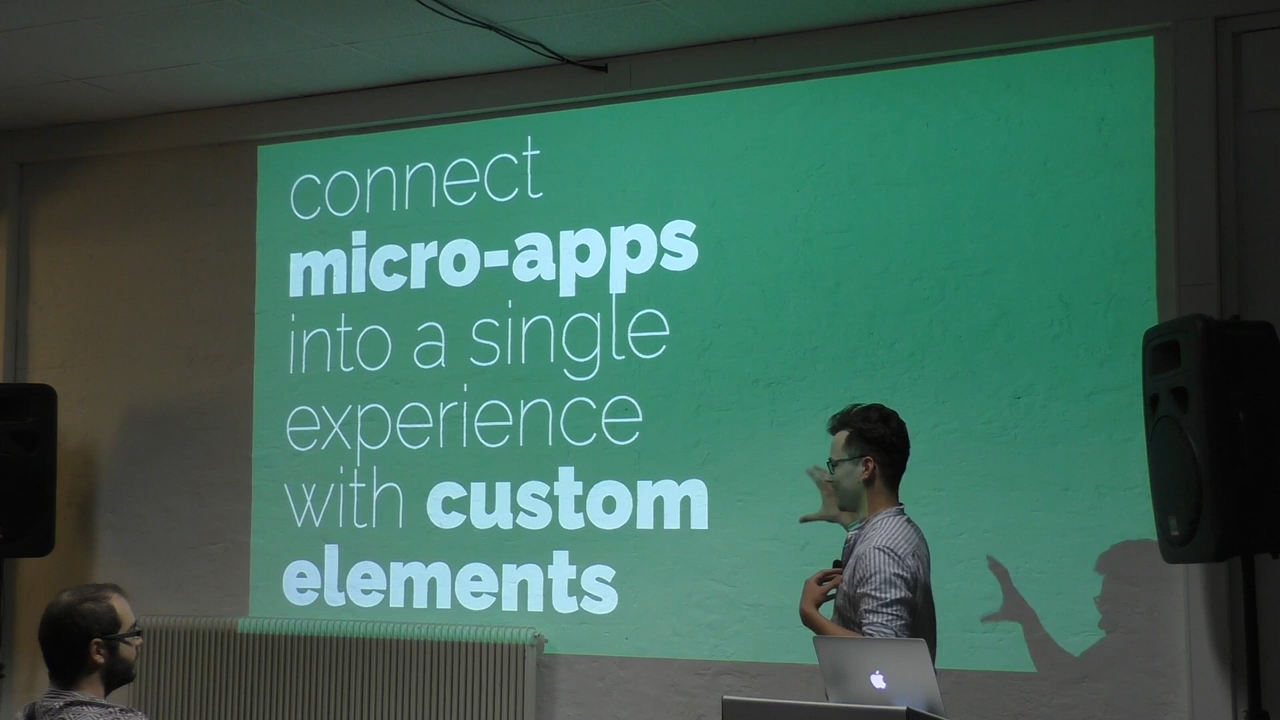 connect
micro-apps
into a single
experience
with custom
elements